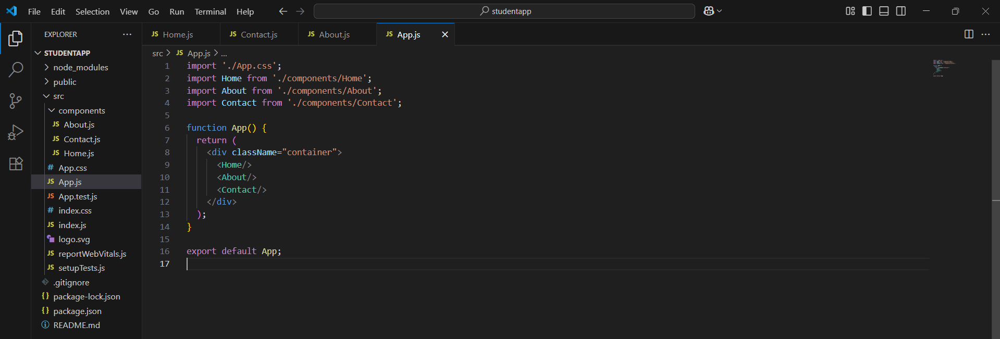 File Edit Selection View Go Run Terminal Help studentapp
EXPLORER
STUDENTAPP
node_modules
public
src
components
JS About.js
JS Contact.js
JS Home.js
# App.css
JS App.js
JS App.test.js
# index.css
JS index.js
logo.svg
JS reportWebVitals.js
JS setupTests.js
.gitignore
{} package-lock.json
{} package.json
README.md
JS Home.js JS Contact.js JS About.js JS App.js
src > JS App.js > ...
1 import './App.css';
2 import Home from './components/Home';
3 import About from './components/About';
4 import Contact from './components/Contact';
5
6 function App() {
7 return (
8 <div className="container">
9 <Home/>
10 <About/>
11 <Contact/>
12 </div>
13 );
14 }
15
16 export default App;
17